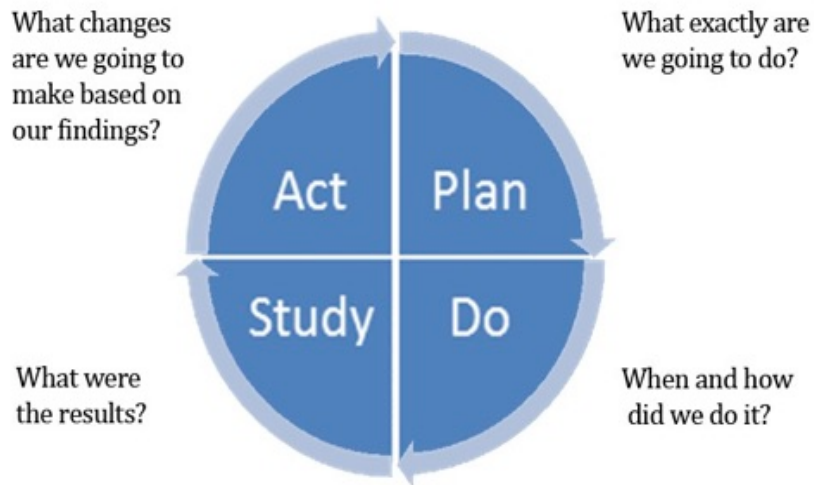 What changes
are we going to
make based on
our findings?
What exactly are
we going to do?
Act
Plan
Study
Do
What were
the results?
When and how
did we do it?